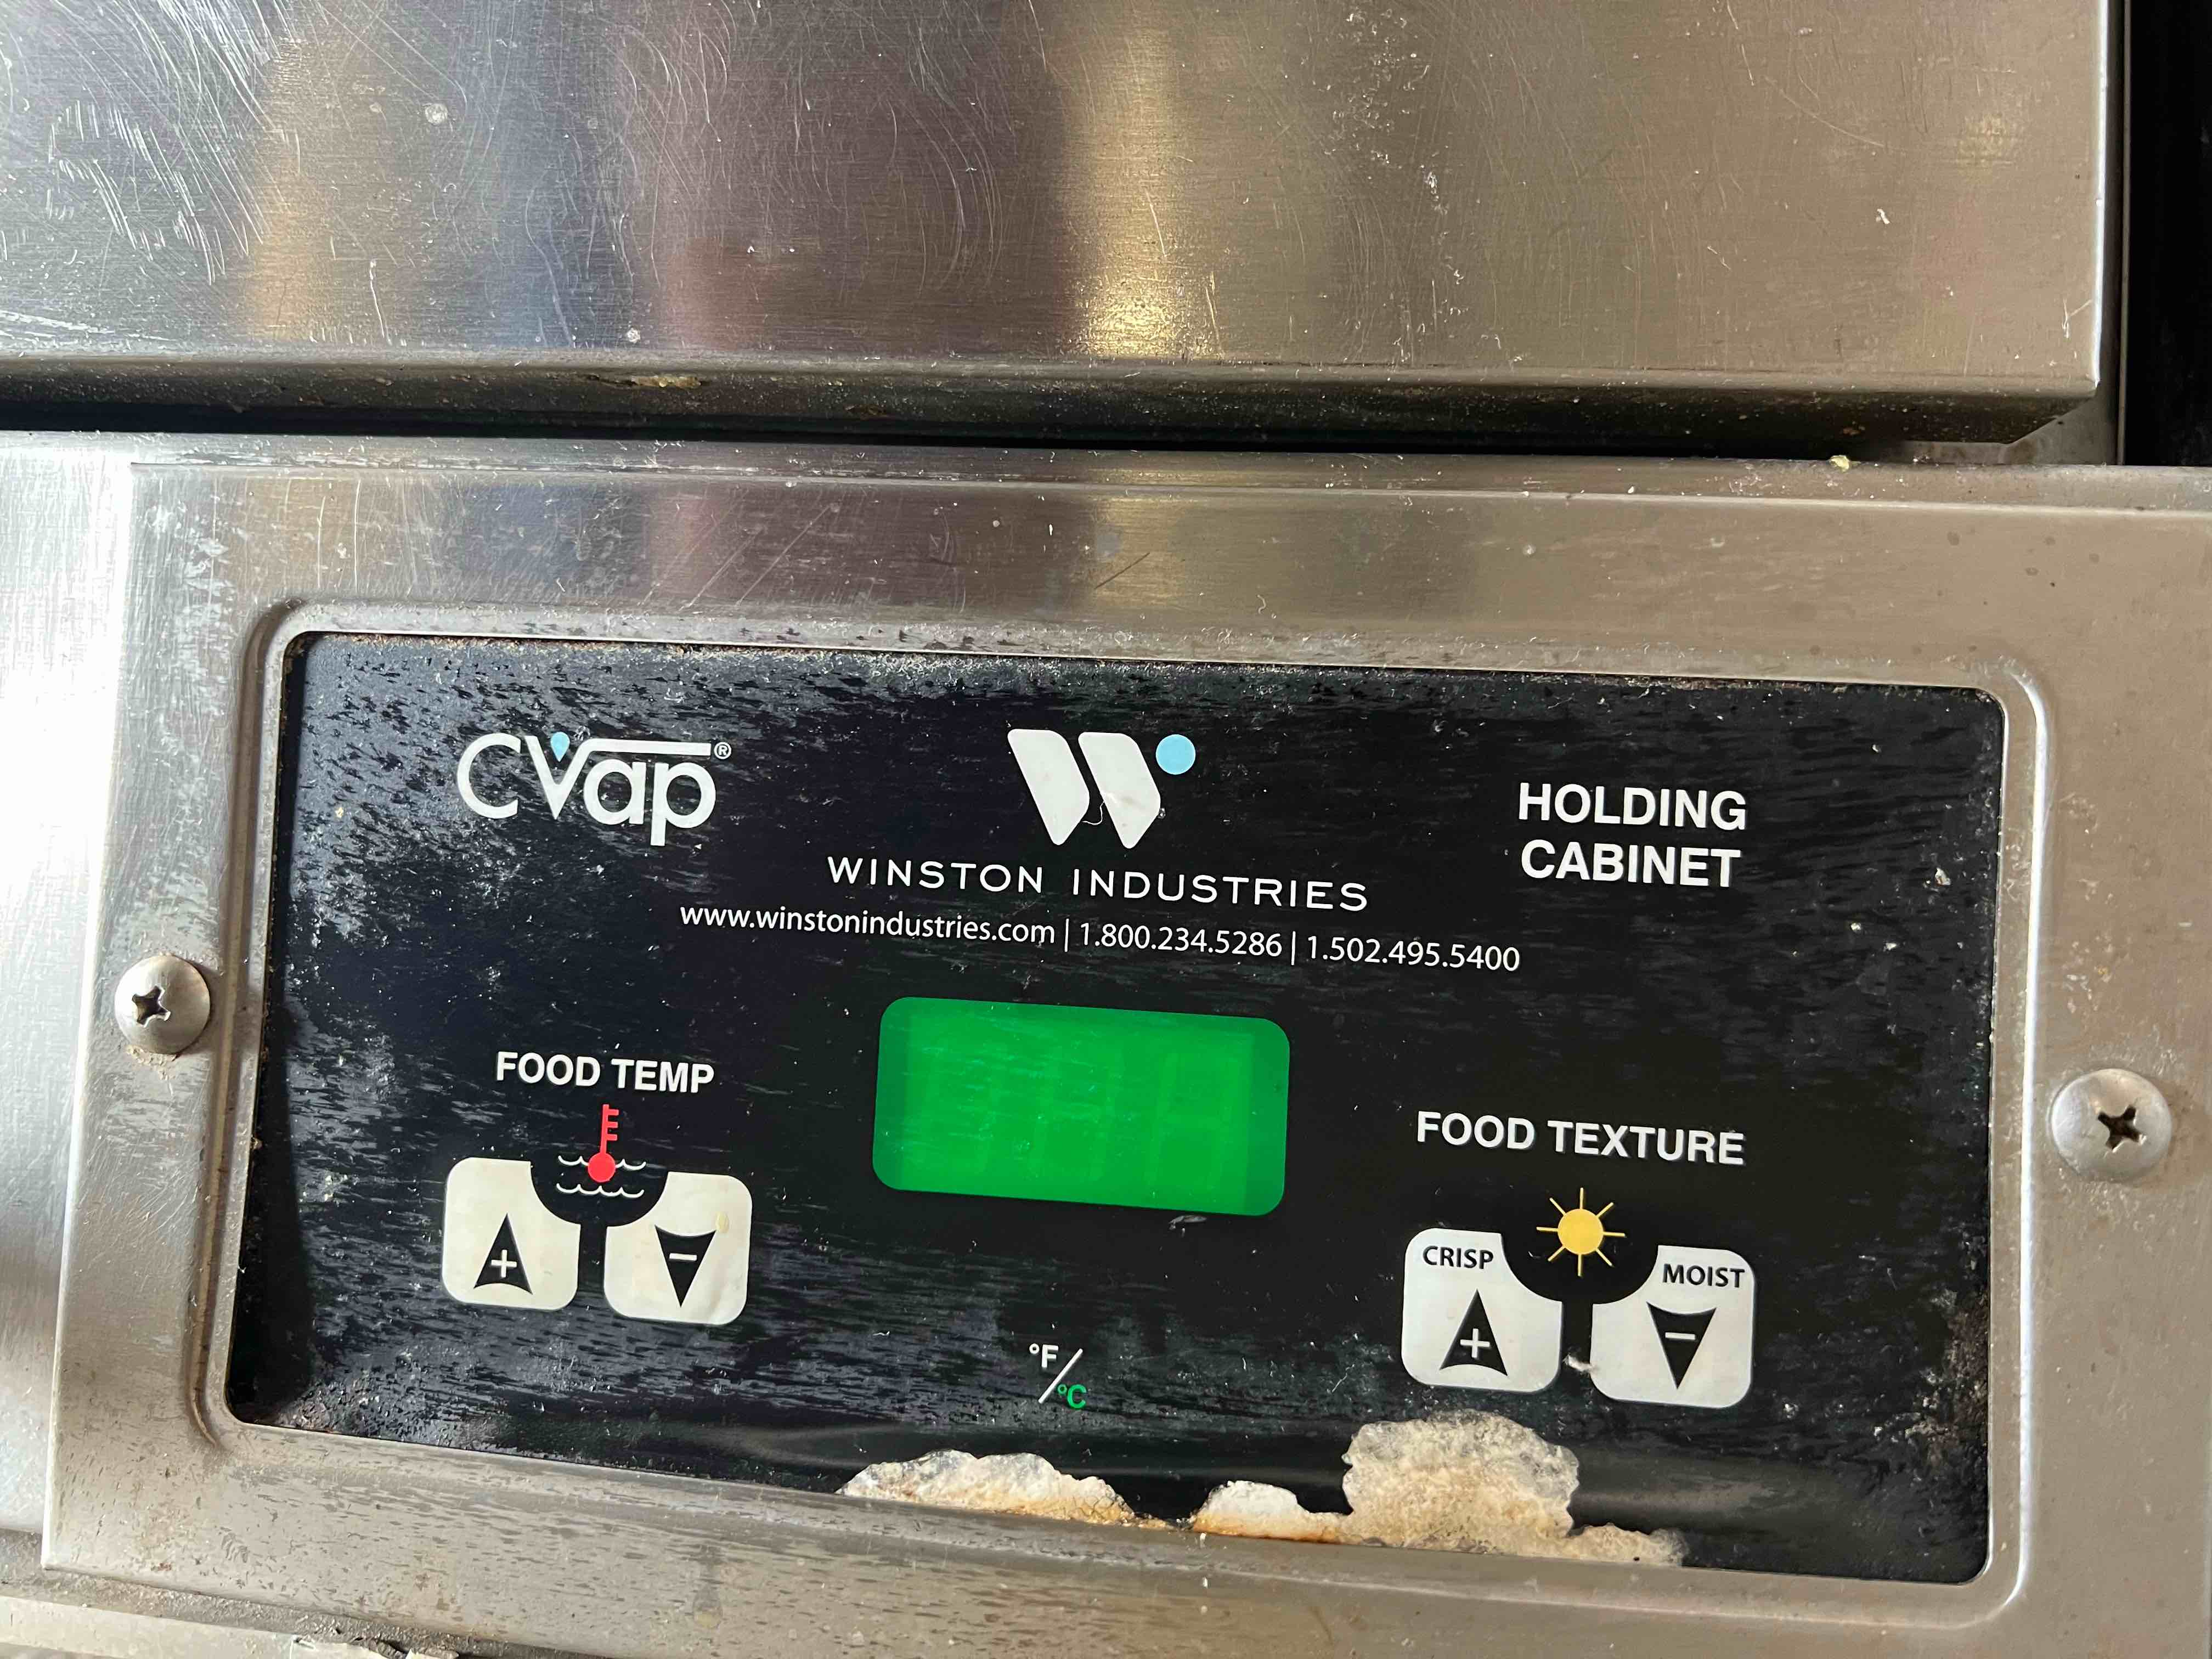 CVap®
WINSTON INDUSTRIES
www.winstonindustries.com | 1.800.234.5286 | 1.502.495.5400
HOLDING
CABINET
FOOD TEMP
+ −
°F/°C
FOOD TEXTURE
CRISP MOIST
+ −